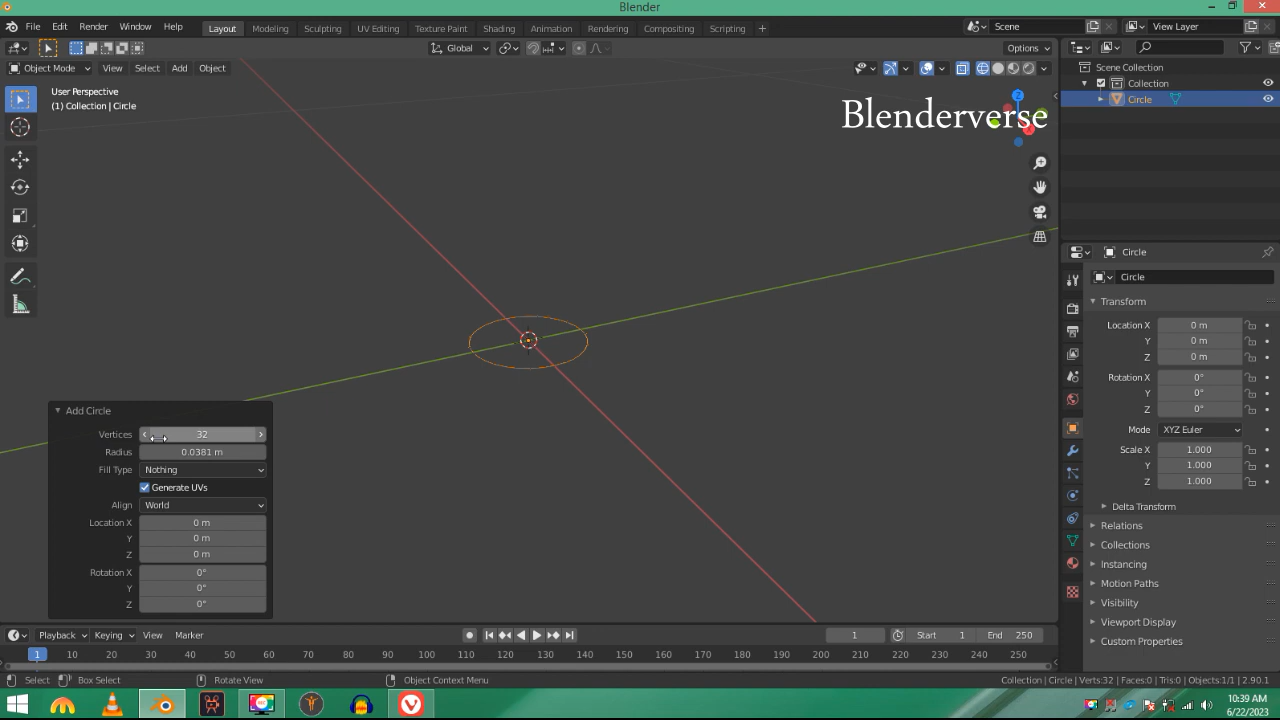 Blender
File Edit Render Window Help
Layout Modeling Sculpting UV Editing Texture Paint Shading Animation Rendering Compositing Scripting +
Scene
View Layer
Global
Options
Object Mode View Select Add Object
User Perspective
(1) Collection | Circle
Blenderverse
Z
Scene Collection
Collection
Circle
Circle
Circle
Transform
Location X 0 m
Y 0 m
Z 0 m
Rotation X 0°
Y 0°
Z 0°
Mode XYZ Euler
Scale X 1.000
Y 1.000
Z 1.000
Delta Transform
Relations
Collections
Instancing
Motion Paths
Visibility
Viewport Display
Custom Properties
Add Circle
Vertices 32
Radius 0.0381 m
Fill Type Nothing
Generate UVs
Align World
Location X 0 m
Y 0 m
Z 0 m
Rotation X 0°
Y 0°
Z 0°
Playback Keying View Marker
1 Start 1 End 250
1 10 20 30 40 50 60 70 80 90 100 110 120 130 140 150 160 170 180 190 200 210 220 230 240 250
Select Box Select Rotate View Object Context Menu
Collection | Circle | Verts:32 | Faces:0 | Tris:0 | Objects:1/1 | 2.90.1
10:39 AM
6/22/2023